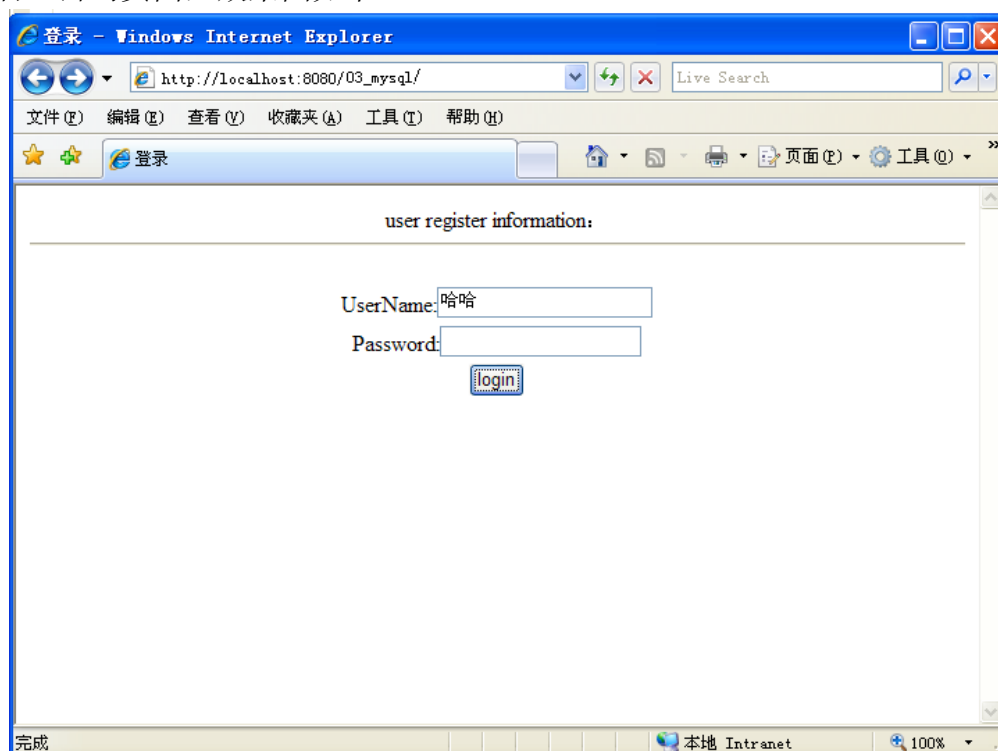 登录 - Windows Internet Explorer
http://localhost:8080/03_mysql/
Live Search
文件(F) 编辑(E) 查看(V) 收藏夹(A) 工具(T) 帮助(H)
登录
页面(P) 工具(O) »
user register information：
UserName:哈哈
Password:
login
完成
本地 Intranet
100%